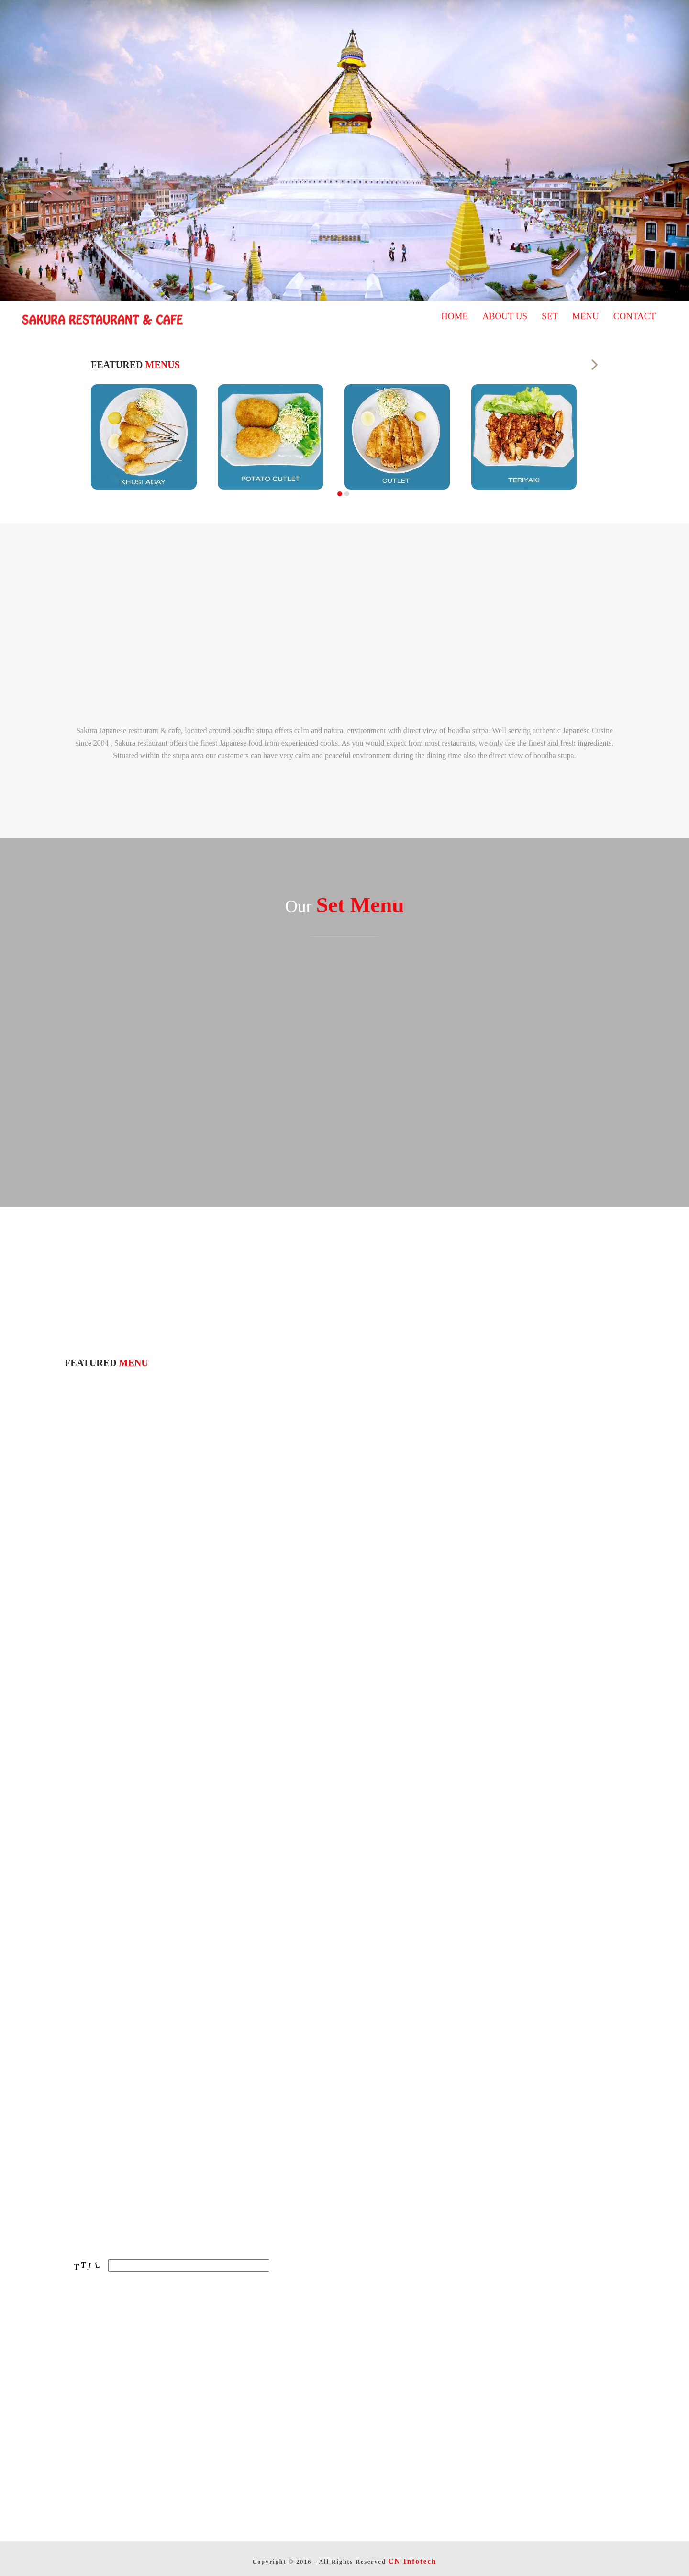 SAKURA RESTAURANT & CAFE
HOME ABOUT US SET MENU CONTACT
FEATURED MENUS
KHUSI AGAY
POTATO CUTLET
CUTLET
TERIYAKI
Sakura Japanese restaurant & cafe, located around boudha stupa offers calm and natural environment with direct view of boudha sutpa. Well serving authentic Japanese Cusine
since 2004 , Sakura restaurant offers the finest Japanese food from experienced cooks. As you would expect from most restaurants, we only use the finest and fresh ingredients.
Situated within the stupa area our customers can have very calm and peaceful environment during the dining time also the direct view of boudha stupa.
Our Set Menu
FEATURED MENU
T T J L
Copyright © 2016 - All Rights Reserved CN Infotech